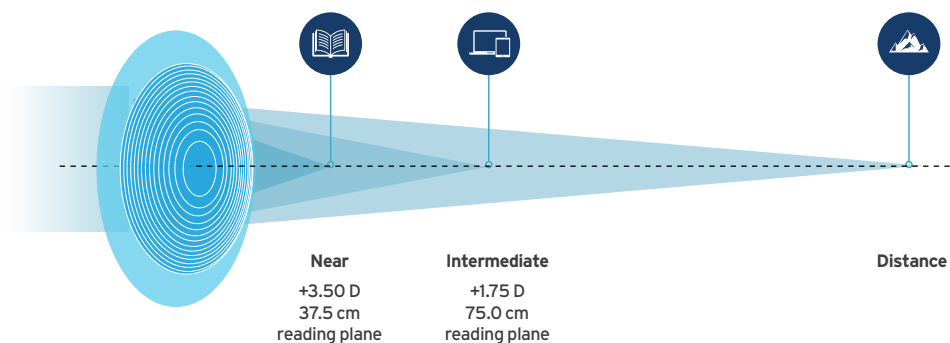 Near
+3.50 D
37.5 cm
reading plane
Intermediate
+1.75 D
75.0 cm
reading plane
Distance